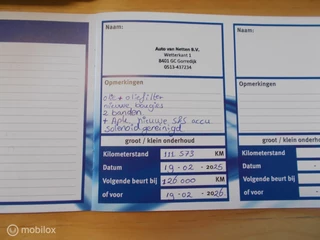 Naam:
Auto van Netten B.V.
Wetterkant 1
8401 GC Gorredijk
0513-437234
Opmerkingen
olie + oliefilter
nieuwe bougies
2 banden
+ Apk nieuwe SRS accu
solenoid gereinigd
groot / klein onderhoud
Kilometerstand 111 573 KM
Datum 19-02-2025
Volgende beurt bij 126 000 KM
of voor 19-02-2026
Naam:
Opmerkingen
groot / kle
Kilometerstand
Datum
Volgende beurt bij
of voor
mobilox